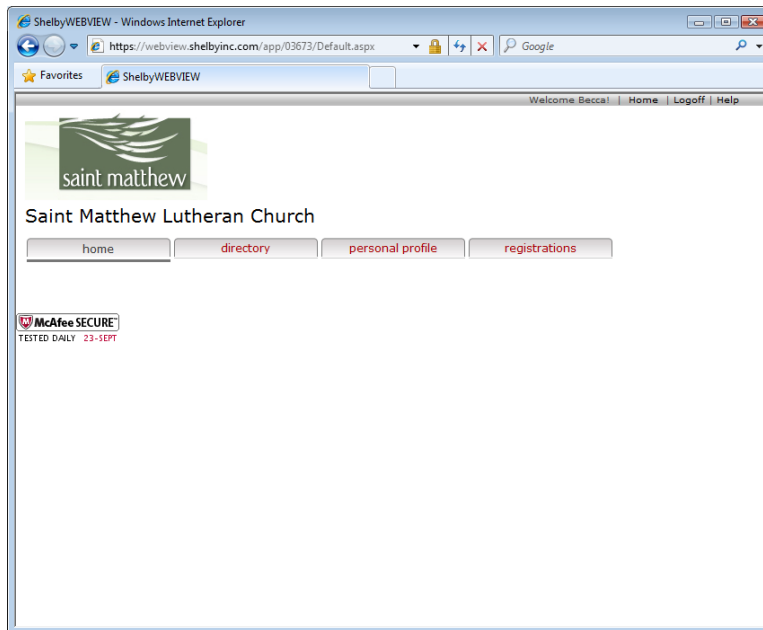 ShelbyWEBVIEW - Windows Internet Explorer
https://webview.shelbyinc.com/app/03673/Default.aspx
Google
Favorites
ShelbyWEBVIEW
Welcome Becca! | Home | Logoff | Help
saint matthew
Saint Matthew Lutheran Church
home directory personal profile registrations
McAfee SECURE™
TESTED DAILY 23-SEPT